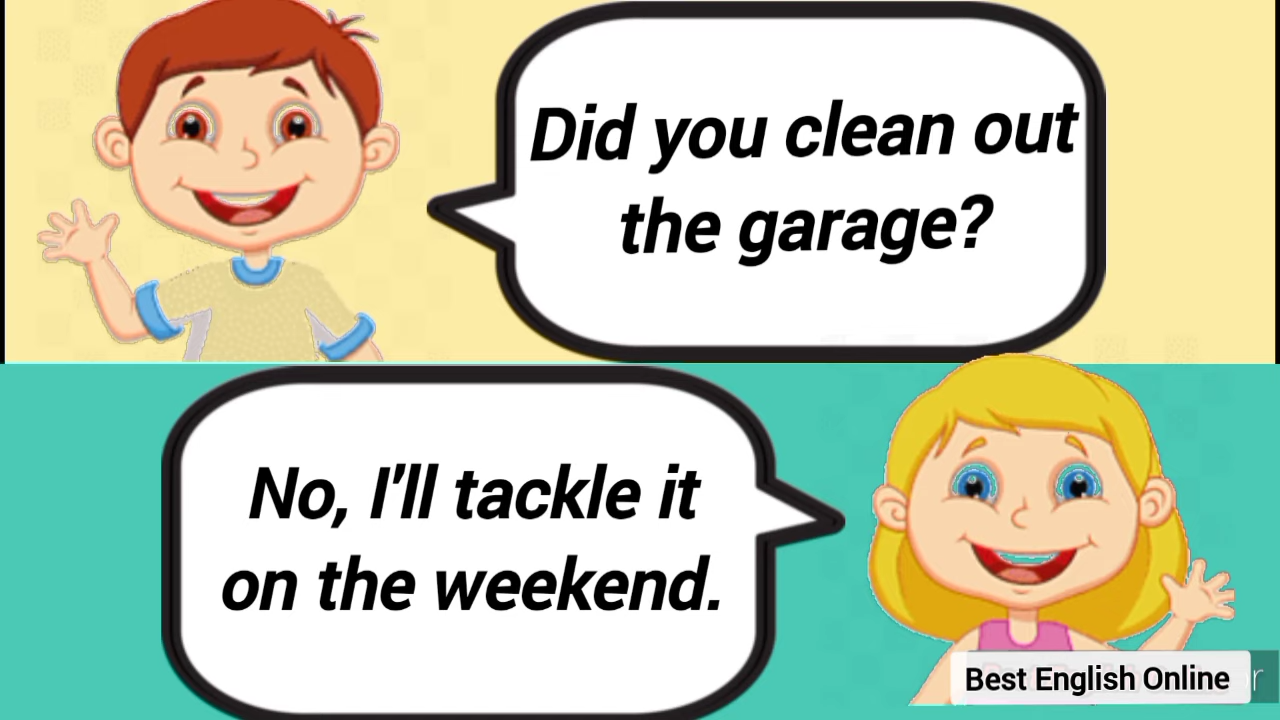 Did you clean out
the garage?
No, I'll tackle it
on the weekend.
Best English Online